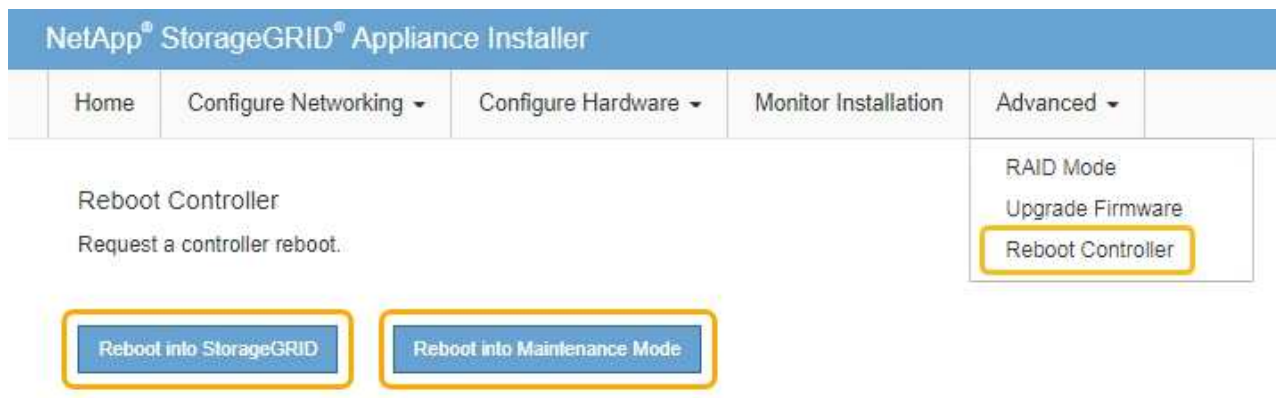 NetApp® StorageGRID® Appliance Installer
Home Configure Networking Configure Hardware Monitor Installation Advanced
RAID Mode
Upgrade Firmware
Reboot Controller
Reboot Controller
Request a controller reboot.
Reboot into StorageGRID Reboot into Maintenance Mode